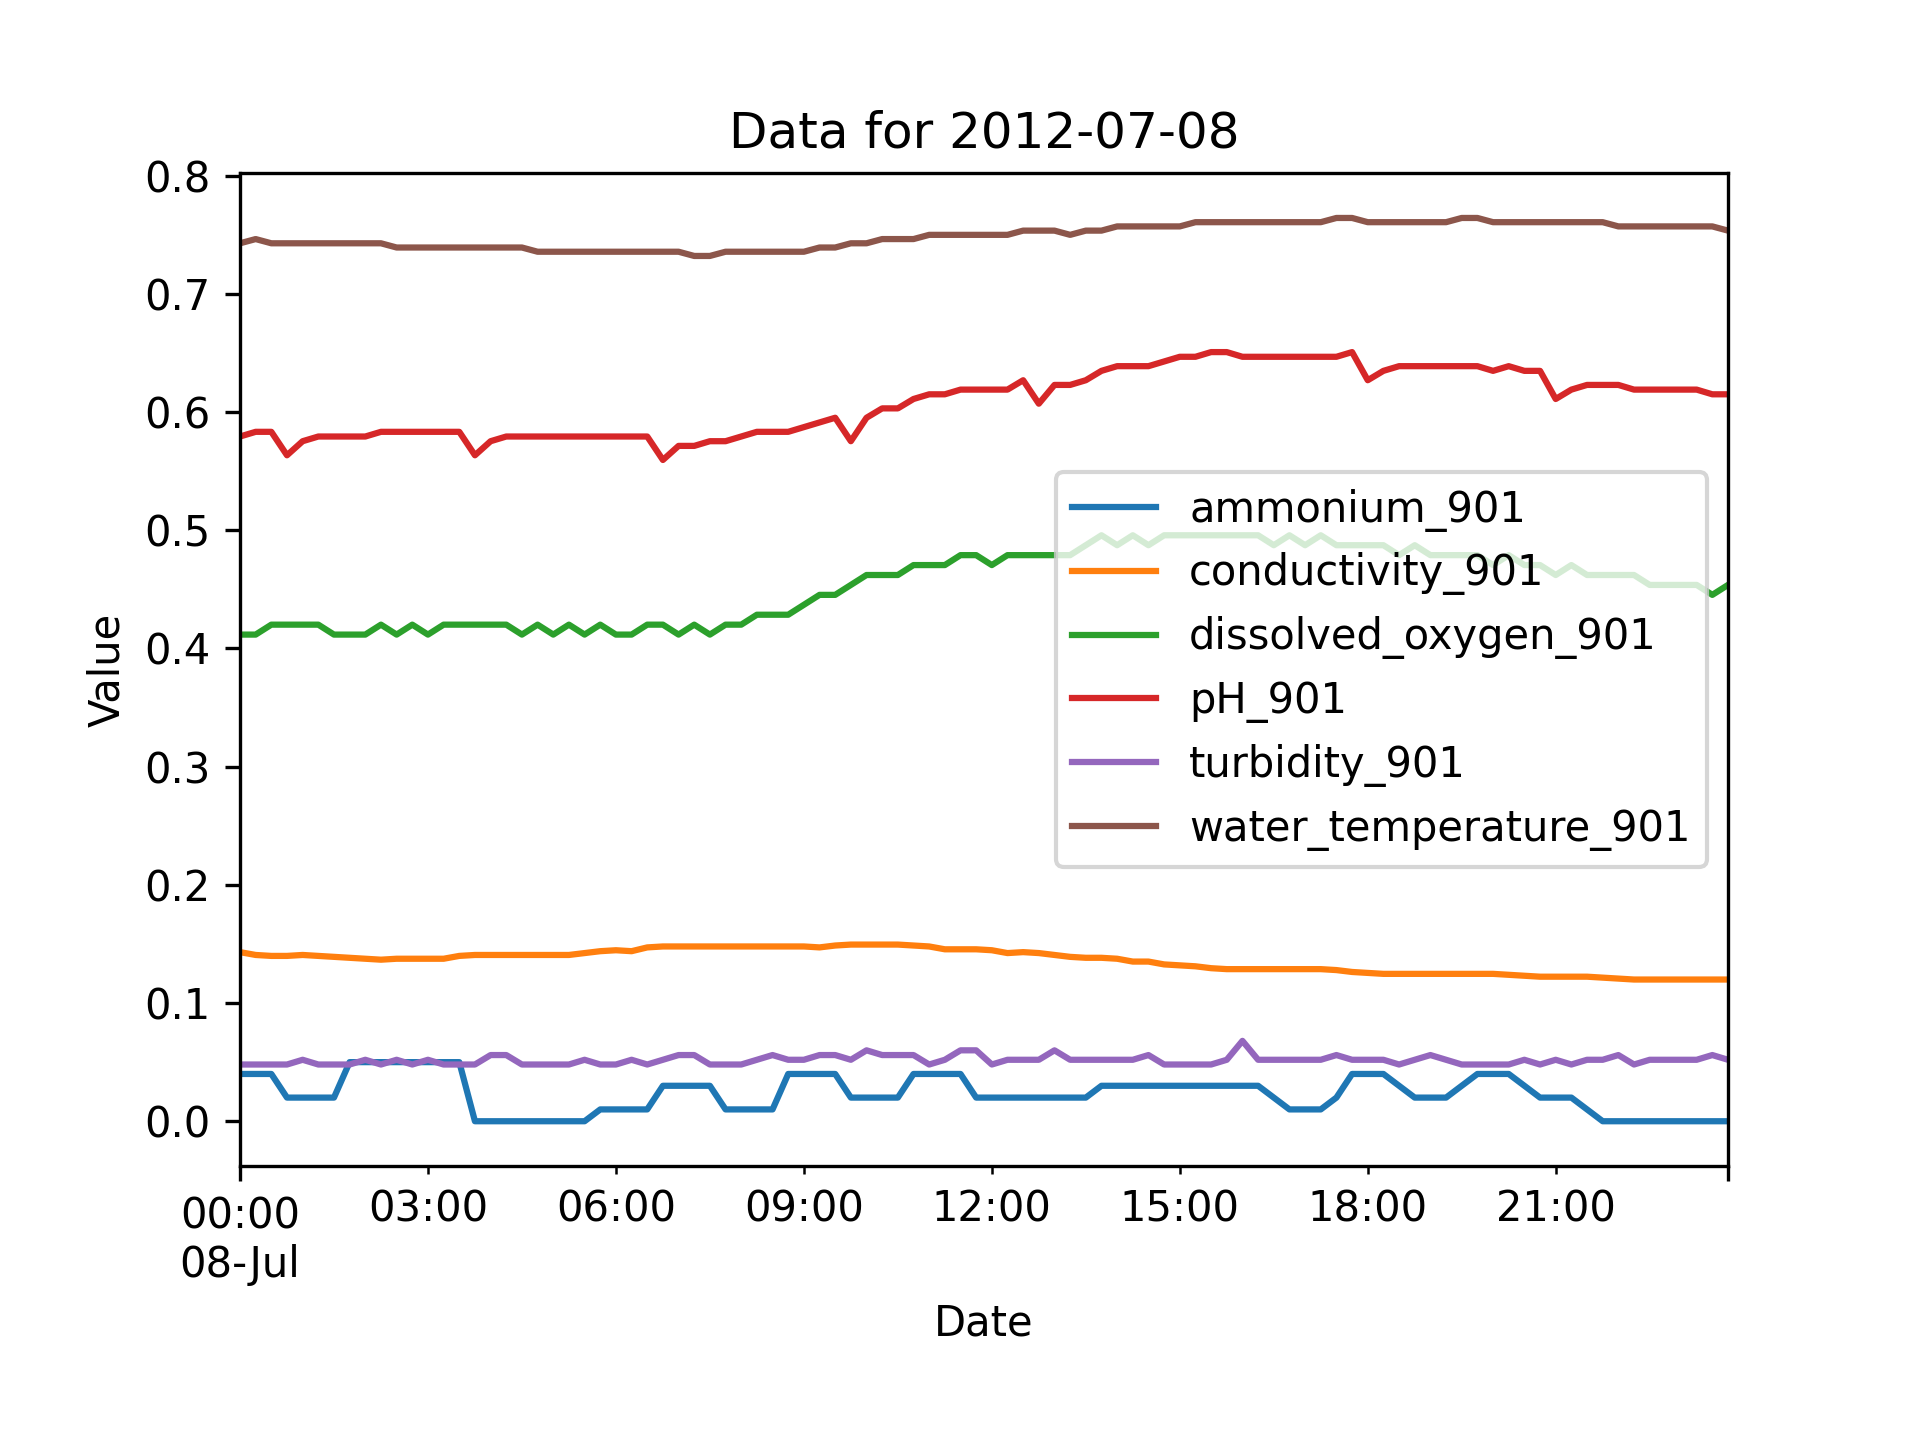 Data for 2012-07-08
0.8
0.7
0.6
0.5
0.4
0.3
0.2
0.1
0.0
Value
ammonium_901
conductivity_901
dissolved_oxygen_901
pH_901
turbidity_901
water_temperature_901
00:00 03:00 06:00 09:00 12:00 15:00 18:00 21:00
08-Jul
Date